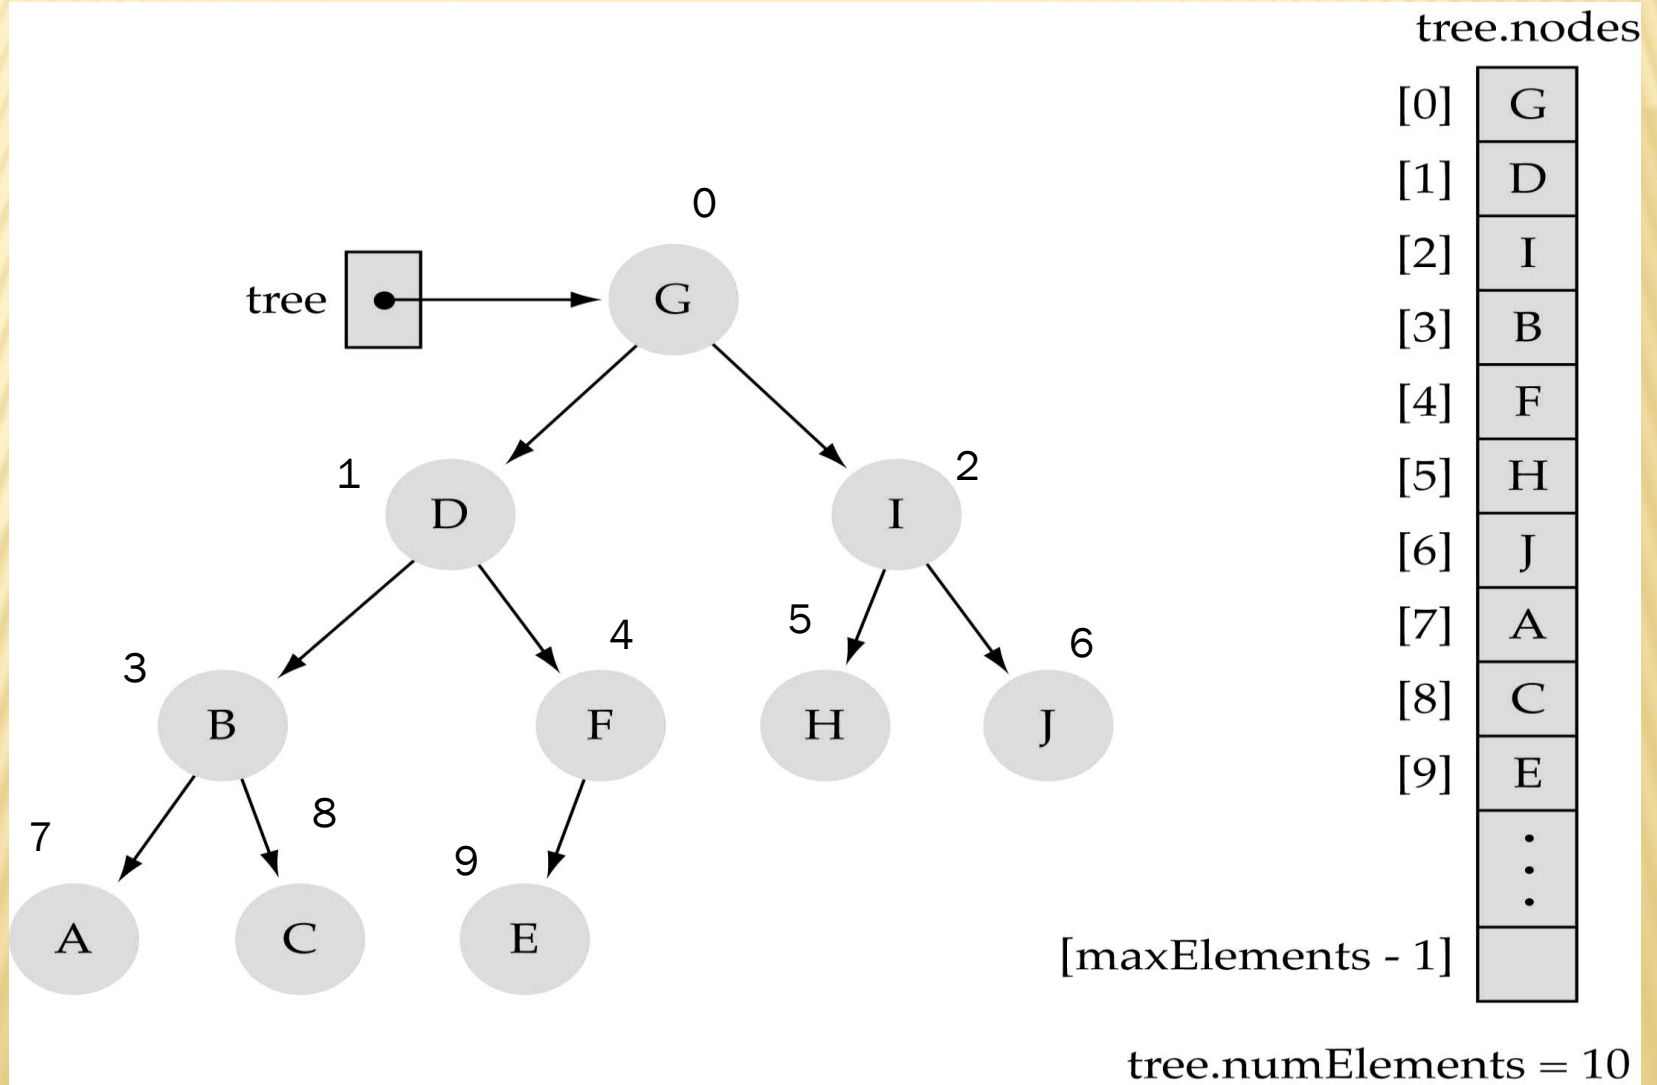 tree.nodes
[0] G
[1] D
[2] I
[3] B
[4] F
[5] H
[6] J
[7] A
[8] C
[9] E
[maxElements - 1]
tree.numElements = 10
0
tree G
1 D
2 I
3 B
4 F
5 H
6 J
7 A
8 C
9 E